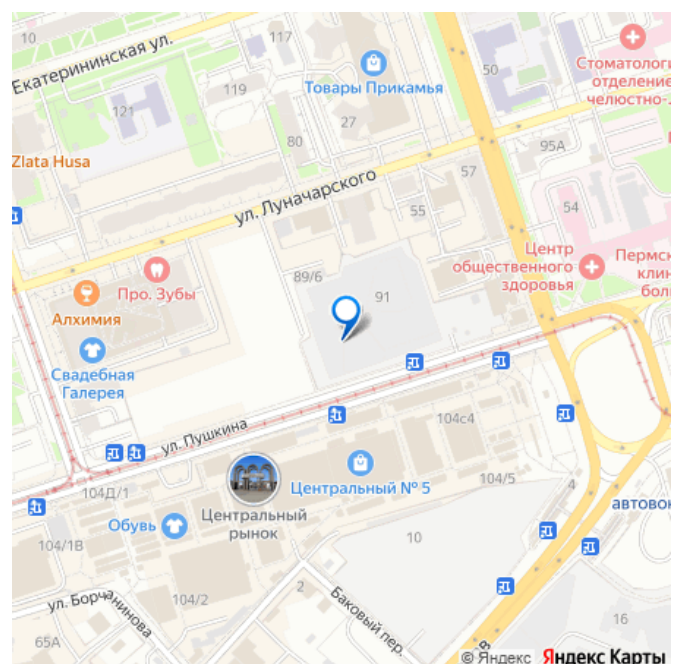 10
Екатерининская ул.
117
50
Стоматологи
отделение
челюстно-
Товары Прикамья
119
121
27
80
95А
Zlata Husa
57
ул. Луначарского
55
54
Центр
общественного
здоровья
Пермск
клин
боль
89/6
91
Про. Зубы
Алхимия
Свадебная
Галерея
ул. Пушкина
104с4
104/5
4
Центральный № 5
104Д/1
Обувь
Центральный
рынок
автовок
104/1В
10
2
104/2
ул. Борчанинова
Баковый пер.
16
65А
В
© Яндекс Яндекс Карты